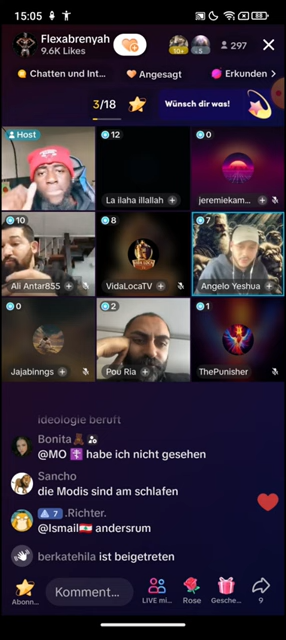 15:05
88
Flexabrenyah
9.6K Likes
10+
5
297
Chatten und Int...
Angesagt
Erkunden
3/18
Wünsch dir was!
Host
12
La ilaha illallah
0
jeremiekam...
10
Ali Antar855
8
VidaLocaTV
7
Angelo Yeshua
0
Jajabinngs
2
Pou Ria
1
ThePunisher
ideologie beruft
Bonita
@MO habe ich nicht gesehen
Sancho
die Modis sind am schlafen
7 .Richter.
@Ismail andersrum
berkatehila ist beigetreten
Abonn...
Komment...
LIVE mi...
Rose
Gesche...
9